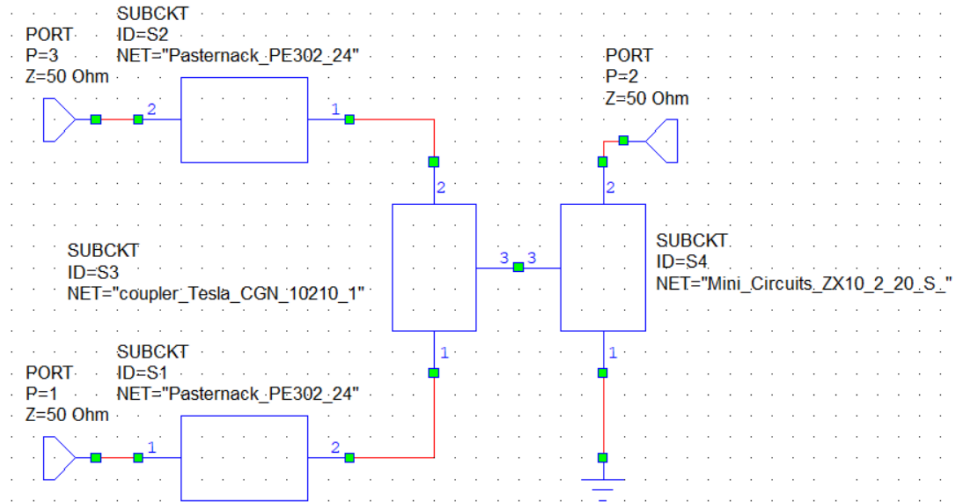 SUBCKT
ID=S2
NET="Pasternack_PE302_24"
PORT
P=3
Z=50 Ohm
2
1
PORT
P=2
Z=50 Ohm
2
2
SUBCKT
ID=S3
NET="coupler_Tesla_CGN_10210_1"
3
3
SUBCKT
ID=S4
NET="Mini_Circuits_ZX10_2_20_S_"
1
1
SUBCKT
ID=S1
NET="Pasternack_PE302_24"
PORT
P=1
Z=50 Ohm
1
2